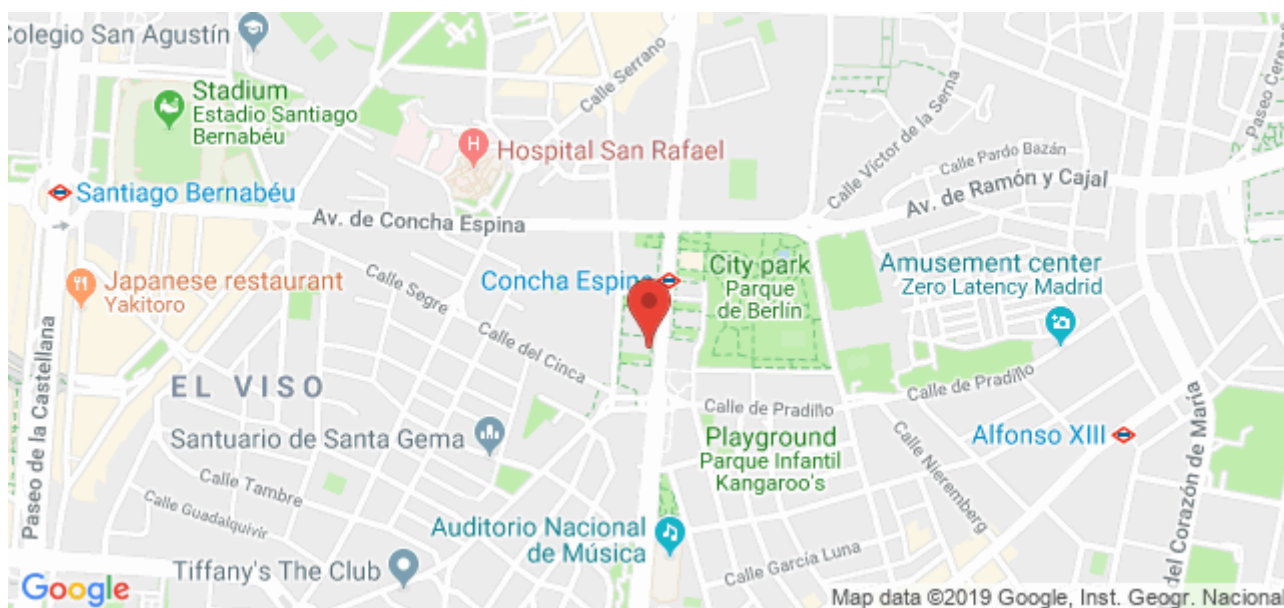 olegio San Agustín
Stadium
Estadio Santiago
Bernabéu
Calle Serrano
Hospital San Rafael
Calle Víctor de la Serna
Calle Pardo Bazán
Paseo Cerezo
Santiago Bernabéu
Av. de Concha Espina
Av. de Ramón y Cajal
Japanese restaurant
Yakitoro
Calle Segre
Concha Espina
City park
Parque
de Berlín
Amusement center
Zero Latency Madrid
Calle del Cinca
Paseo de la Castellana
EL VISO
Calle de Pradillo
Calle de Pradillo
Santuario de Santa Gema
Playground
Parque Infantil
Kangaroo's
Alfonso XIII
Calle Nieremberg
del Corazón de María
Calle Tambre
Calle Guadalquivir
Auditorio Nacional
de Música
Calle García Luna
Tiffany's The Club
Google
Map data ©2019 Google, Inst. Geogr. Naciona